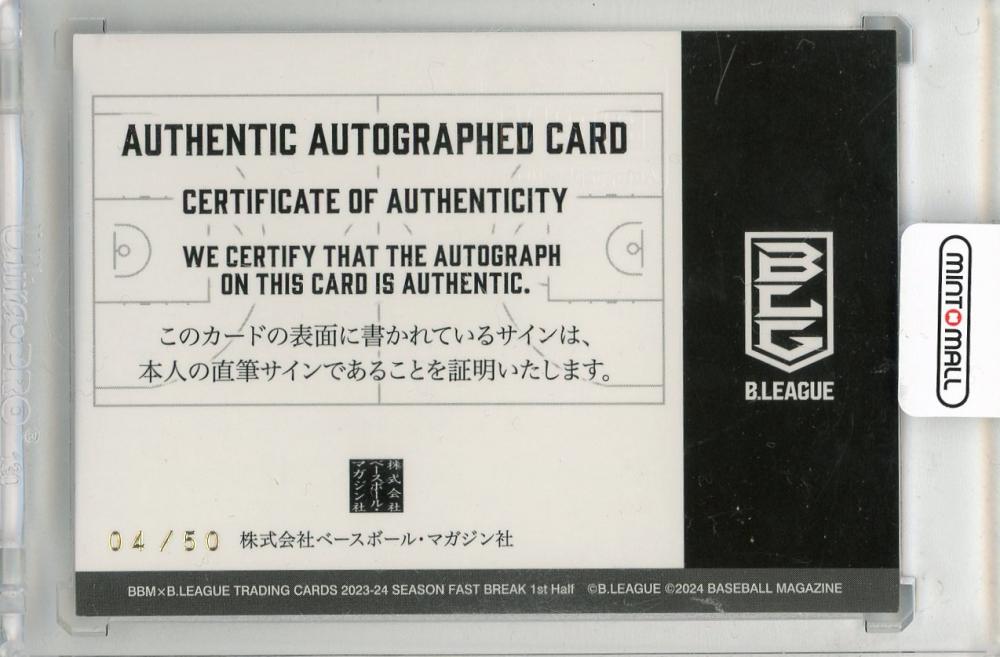 AUTHENTIC AUTOGRAPHED CARD
CERTIFICATE OF AUTHENTICITY
WE CERTIFY THAT THE AUTOGRAPH
ON THIS CARD IS AUTHENTIC.
このカードの表面に書かれているサインは、
本人の直筆サインであることを証明いたします。
BLG
B.LEAGUE
MINT MALL
株式会社
ベースボール・
マガジン社
04/50 株式会社ベースボール・マガジン社
BBM×B.LEAGUE TRADING CARDS 2023-24 SEASON FAST BREAK 1st Half ©B.LEAGUE ©2024 BASEBALL MAGAZINE